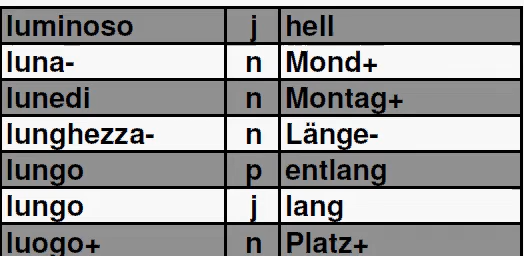 luminoso j hell
luna- n Mond+
lunedi n Montag+
lunghezza- n Länge-
lungo p entlang
lungo j lang
luogo+ n Platz+